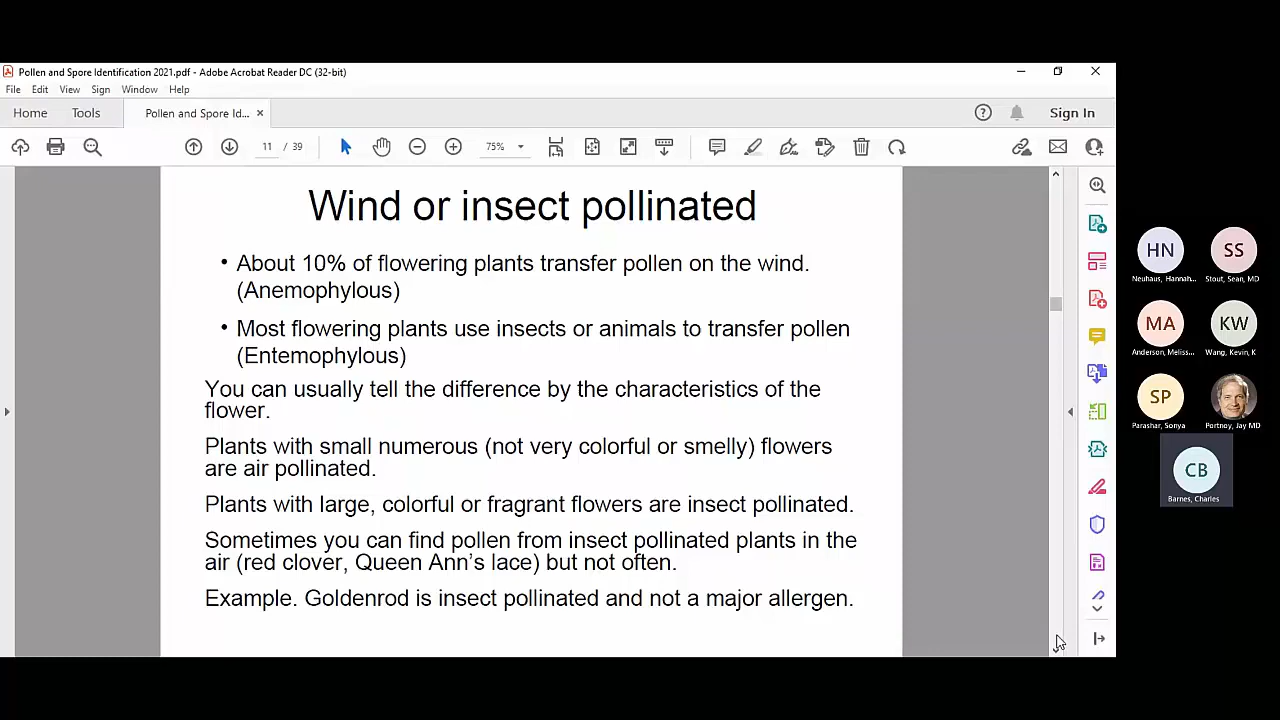 Pollen and Spore Identification 2021.pdf - Adobe Acrobat Reader DC (32-bit)
File Edit View Sign Window Help
Home Tools Pollen and Spore Id... × Sign In
11 / 39 75%
Wind or insect pollinated
• About 10% of flowering plants transfer pollen on the wind.
(Anemophylous)
• Most flowering plants use insects or animals to transfer pollen
(Entemophylous)
You can usually tell the difference by the characteristics of the
flower.
Plants with small numerous (not very colorful or smelly) flowers
are air pollinated.
Plants with large, colorful or fragrant flowers are insect pollinated.
Sometimes you can find pollen from insect pollinated plants in the
air (red clover, Queen Ann's lace) but not often.
Example. Goldenrod is insect pollinated and not a major allergen.
HN SS
Neuhaus, Hannah... Stout, Sean, MD
MA KW
Anderson, Meliss... Wang, Kevin, K
SP
Parashar, Sonya Portnoy, Jay MD
CB
Barnes, Charles